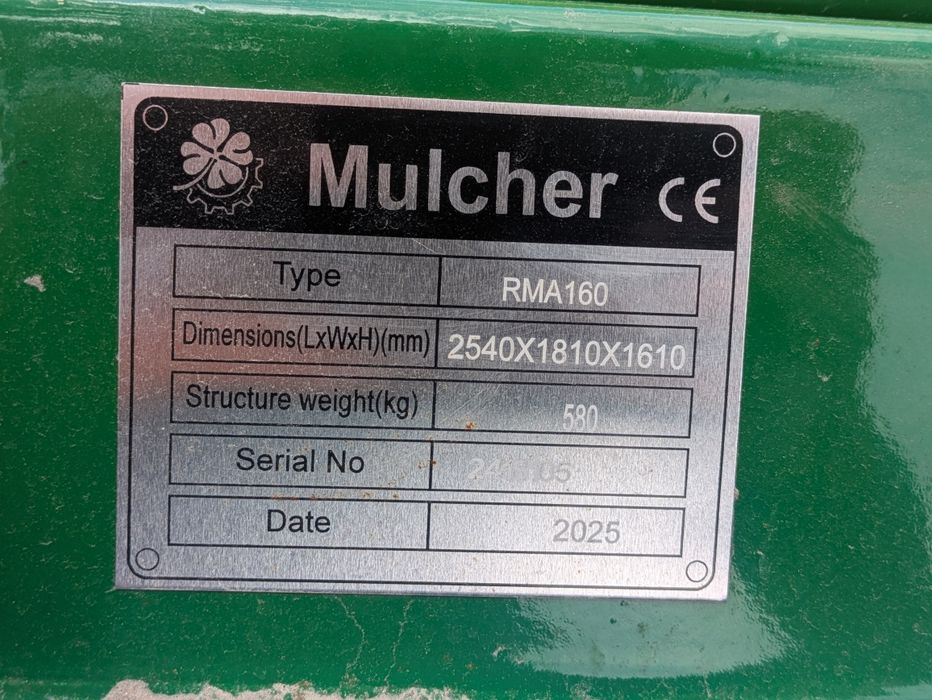 Mulcher CE
Type RMA160
Dimensions(LxWxH)(mm) 2540X1810X1610
Structure weight(kg) 580
Serial No
Date 2025